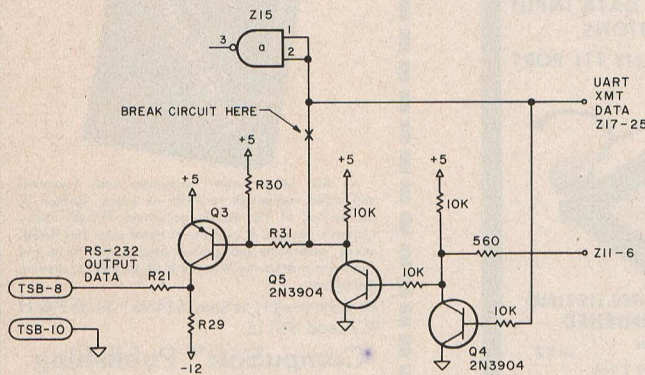 Z15
3
a
1
2
UART
XMT
DATA
Z17-25
BREAK CIRCUIT HERE
+5
R30
+5
Q3
+5
10K
+5
10K
R31
560
Z11-6
RS-232
OUTPUT
DATA
R21
TSB-8
Q5
2N3904
10K
10K
R29
TSB-10
-12
Q4
2N3904